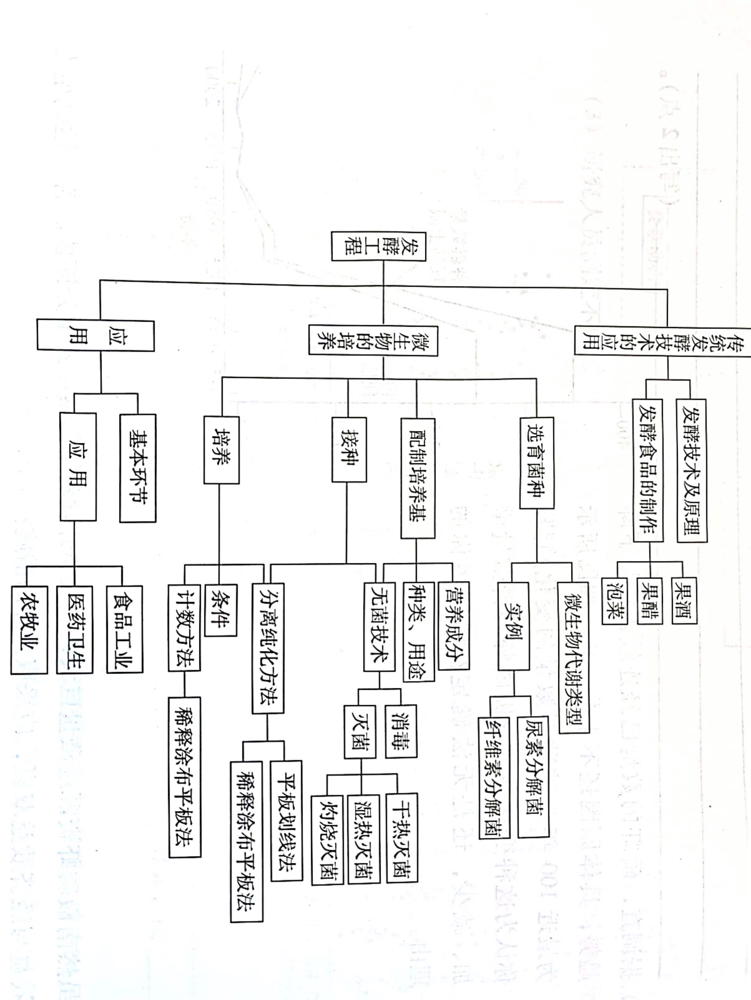 发酵工程
传统发酵技术的应用
发酵技术及原理
发酵食品的制作
果酒
果醋
泡菜
微生物的培养
选育菌种
微生物代谢类型
实例
尿素分解菌
纤维素分解菌
配制培养基
营养成分
种类、用途
无菌技术
消毒
灭菌
干热灭菌
湿热灭菌
灼烧灭菌
接种
分离纯化方法
平板划线法
稀释涂布平板法
培养
条件
计数方法
稀释涂布平板法
应用
基本环节
应用
食品工业
医药卫生
农牧业